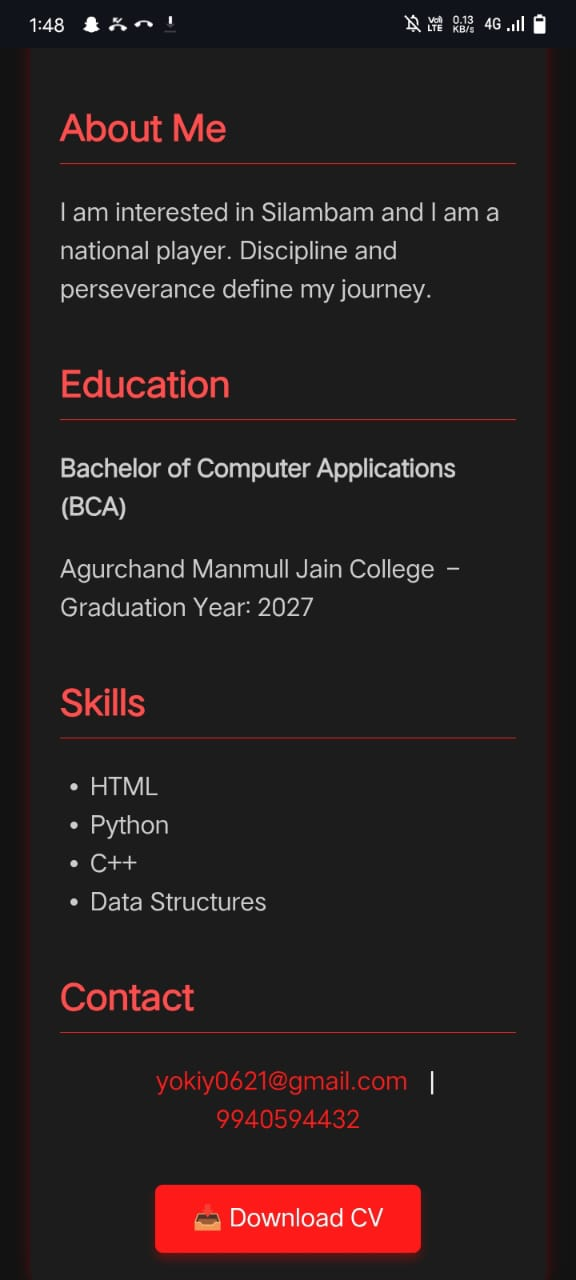 1:48 Vo)) LTE 0.13 KB/s 4G
About Me
I am interested in Silambam and I am a
national player. Discipline and
perseverance define my journey.
Education
Bachelor of Computer Applications
(BCA)
Agurchand Manmull Jain College –
Graduation Year: 2027
Skills
• HTML
• Python
• C++
• Data Structures
Contact
yokiy0621@gmail.com |
9940594432
Download CV